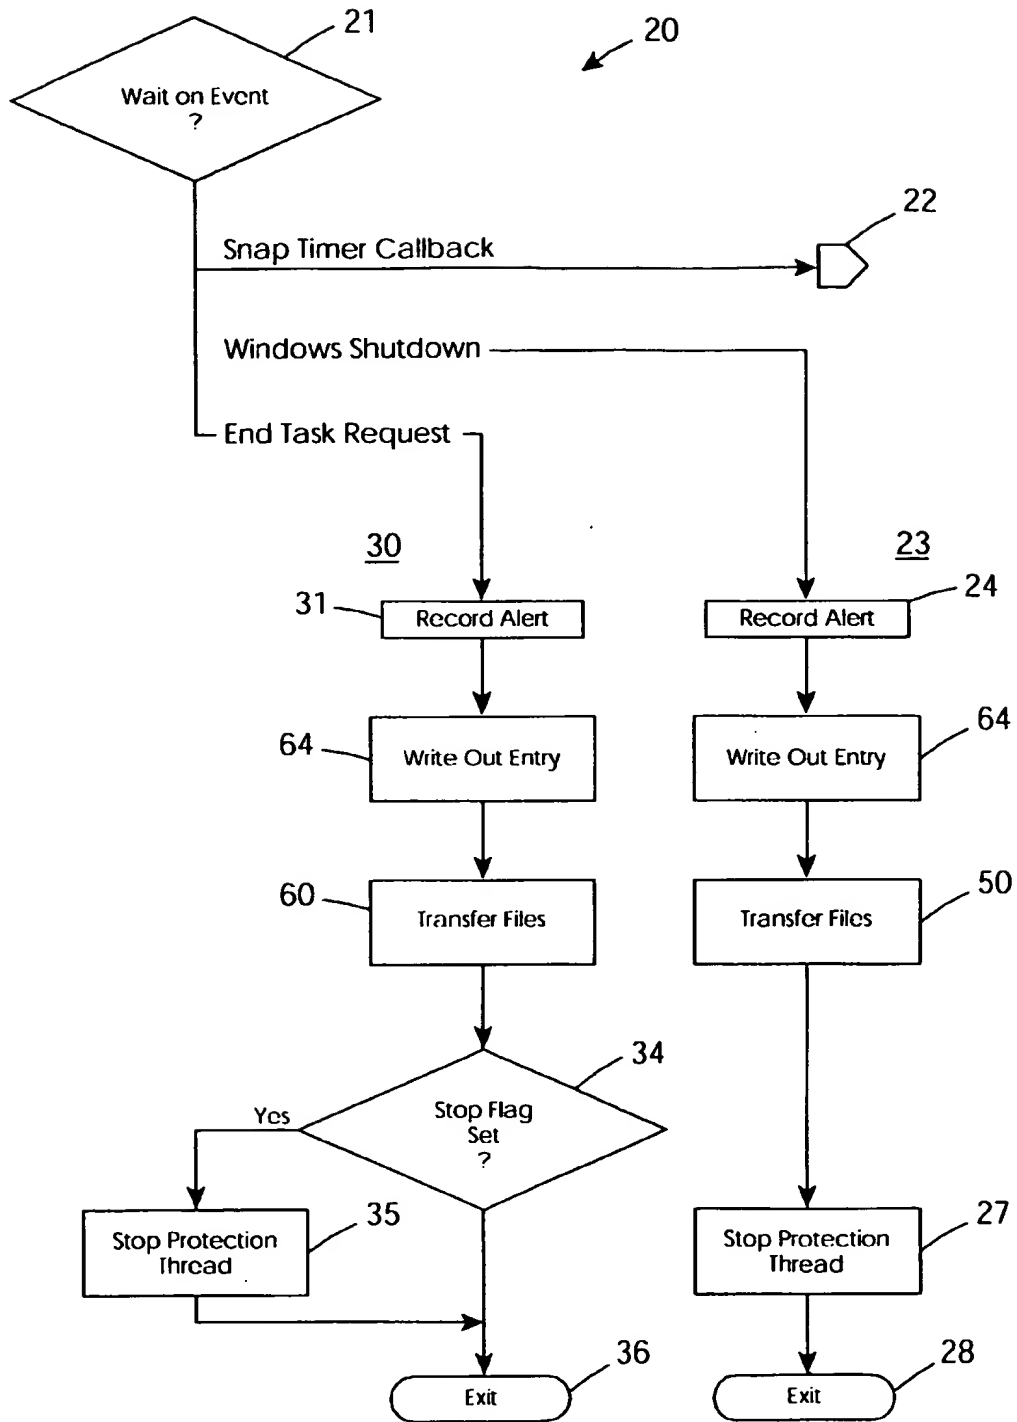 21
20
Wait on Event
?
22
Snap Timer Callback
Windows Shutdown
End Task Request
30
23
31
Record Alert
24
Record Alert
64
Write Out Entry
64
Write Out Entry
60
Transfer Files
50
Transfer Files
34
Stop Flag
Set
?
Yes
35
Stop Protection
Thread
27
Stop Protection
Thread
36
Exit
28
Exit